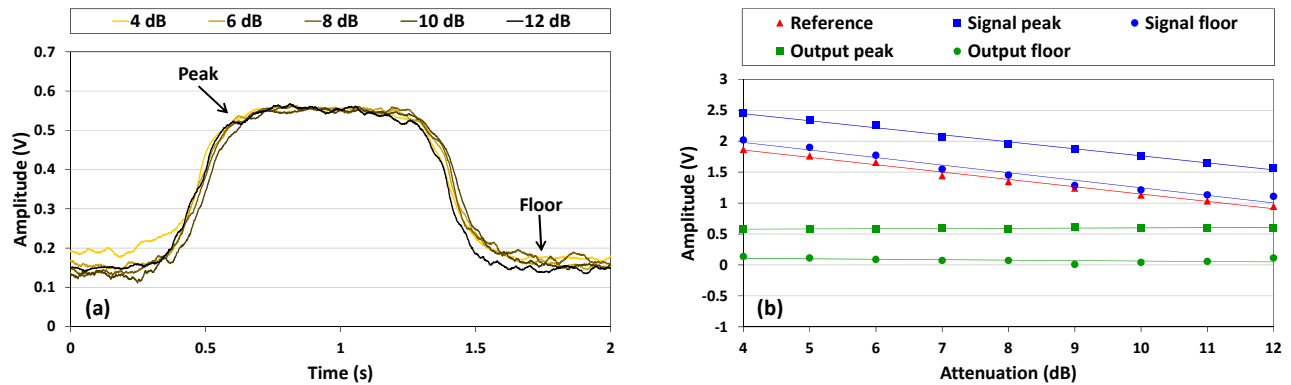 4 dB 6 dB 8 dB 10 dB 12 dB
Amplitude (V)
0.7
0.6
0.5
0.4
0.3
0.2
0.1
0
Peak
Floor
(a)
0 0.5 1 1.5 2
Time (s)
Reference Signal peak Signal floor
Output peak Output floor
Amplitude (V)
3
2.5
2
1.5
1
0.5
0
-0.5
-1
(b)
4 5 6 7 8 9 10 11 12
Attenuation (dB)